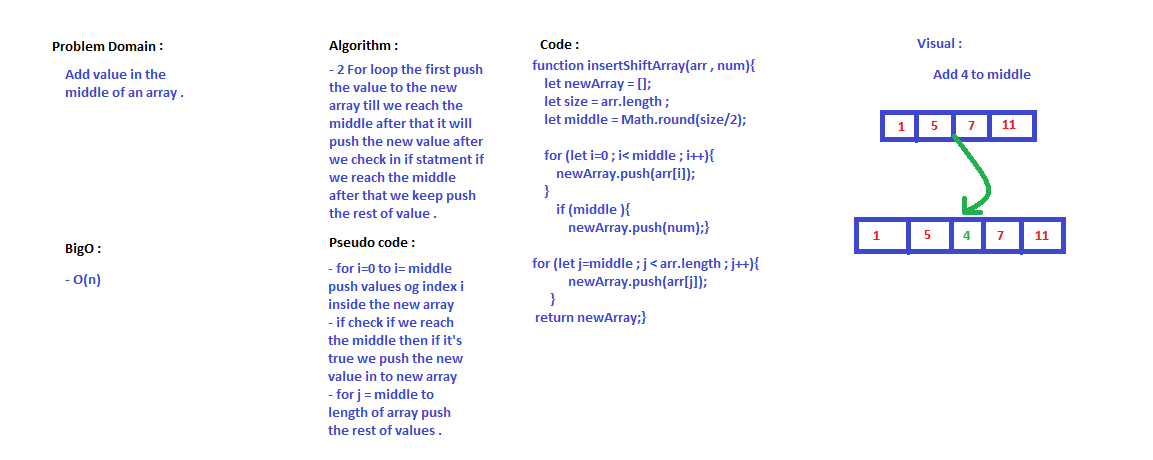 Problem Domain :
Add value in the
middle of an array .
BigO :
- O(n)
Algorithm :
- 2 For loop the first push
the value to the new
array till we reach the
middle after that it will
push the new value after
we check in if statment if
we reach the middle
after that we keep push
the rest of value .
Pseudo code :
- for i=0 to i= middle
push values og index i
inside the new array
- if check if we reach
the middle then if it's
true we push the new
value in to new array
- for j = middle to
length of array push
the rest of values .
Code :
function insertShiftArray(arr , num){
let newArray = [];
let size = arr.length ;
let middle = Math.round(size/2);
for (let i=0 ; i< middle ; i++){
newArray.push(arr[i]);
}
if (middle ){
newArray.push(num);}
for (let j=middle ; j < arr.length ; j++){
newArray.push(arr[j]);
}
return newArray;}
Visual :
Add 4 to middle
1 5 7 11
1 5 4 7 11